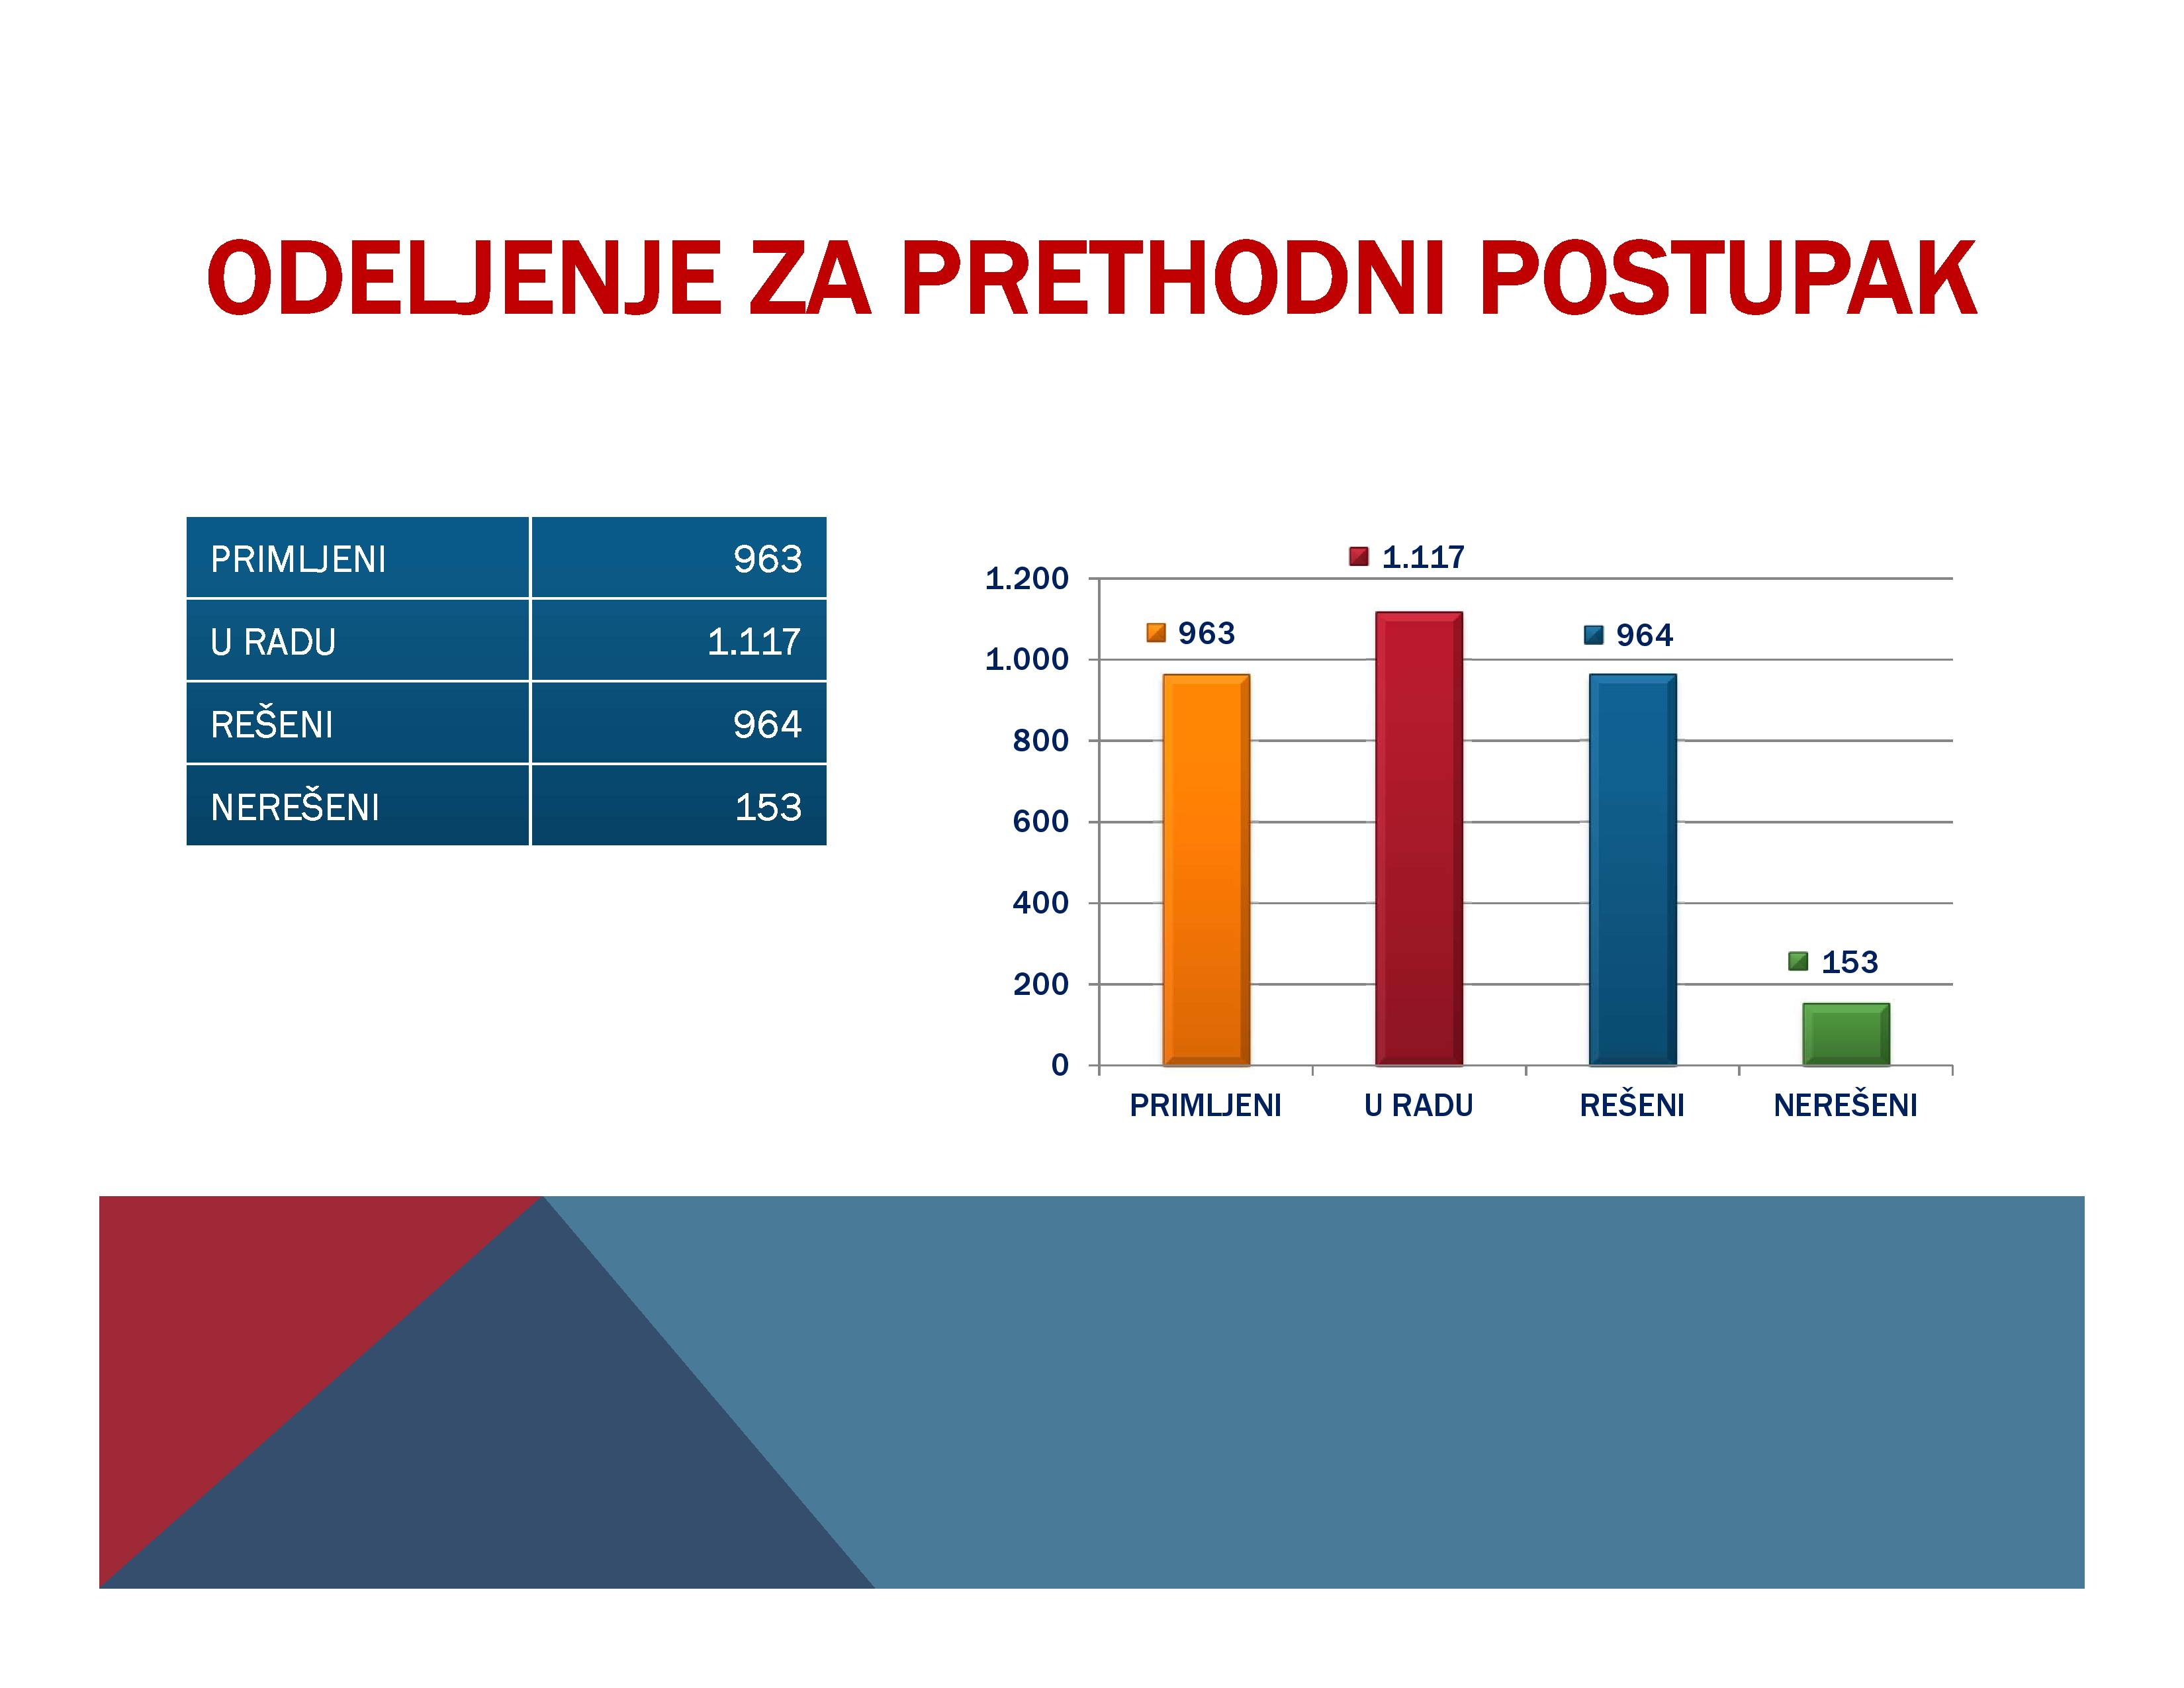 ODELJENJE ZA PRETHODNI POSTUPAK
PRIMLJENI 963
U RADU 1.117
REŠENI 964
NEREŠENI 153
1.117
1.200
963
964
1.000
800
600
400
153
200
0
PRIMLJENI U RADU REŠENI NEREŠENI